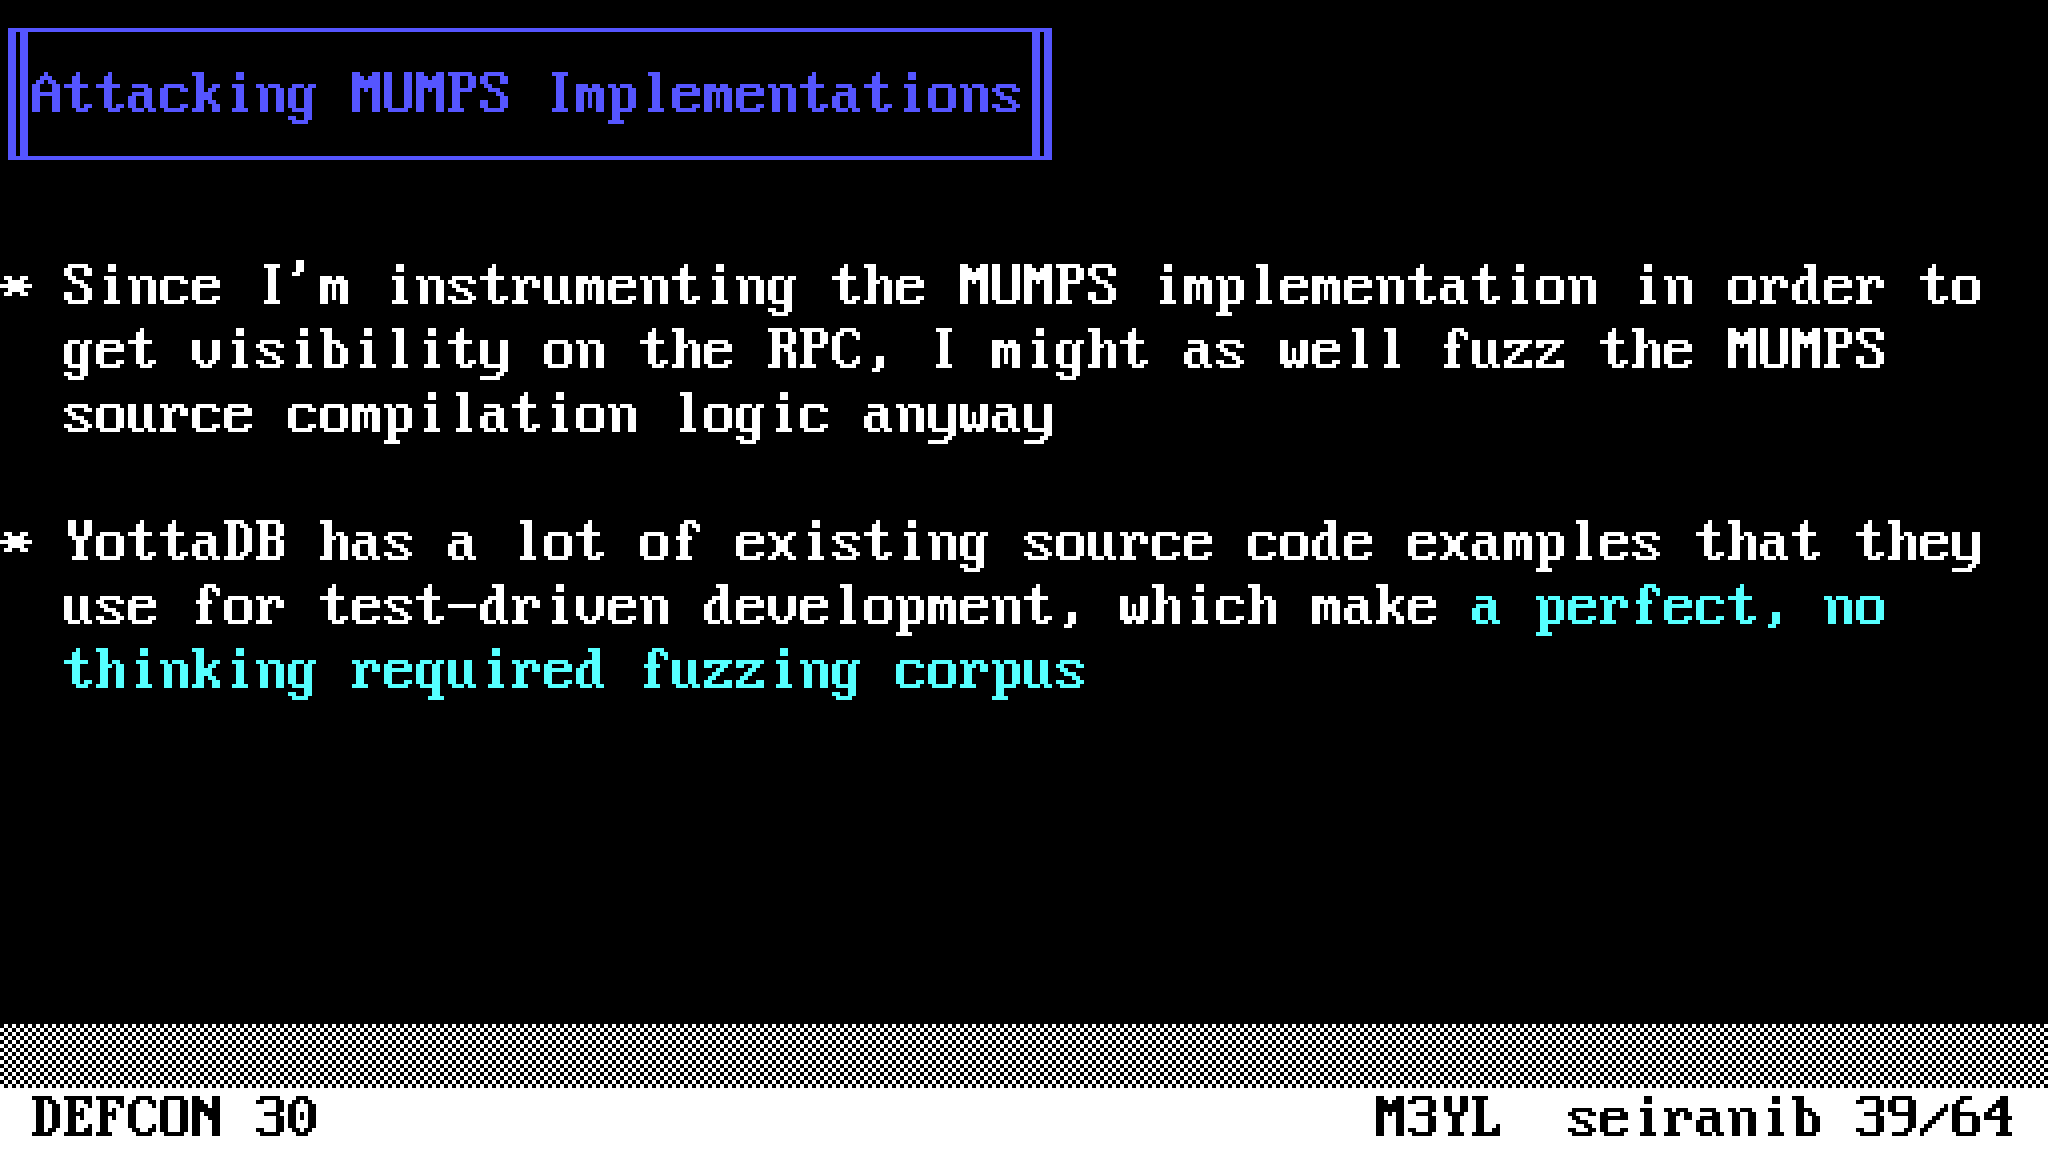 Attacking MUMPS Implementations
* Since I'm instrumenting the MUMPS implementation in order to
get visibility on the RPC, I might as well fuzz the MUMPS
source compilation logic anyway
* YottaDB has a lot of existing source code examples that they
use for test-driven development, which make a perfect, no
thinking required fuzzing corpus
DEFCON 30 M3YL seiranib 39/64